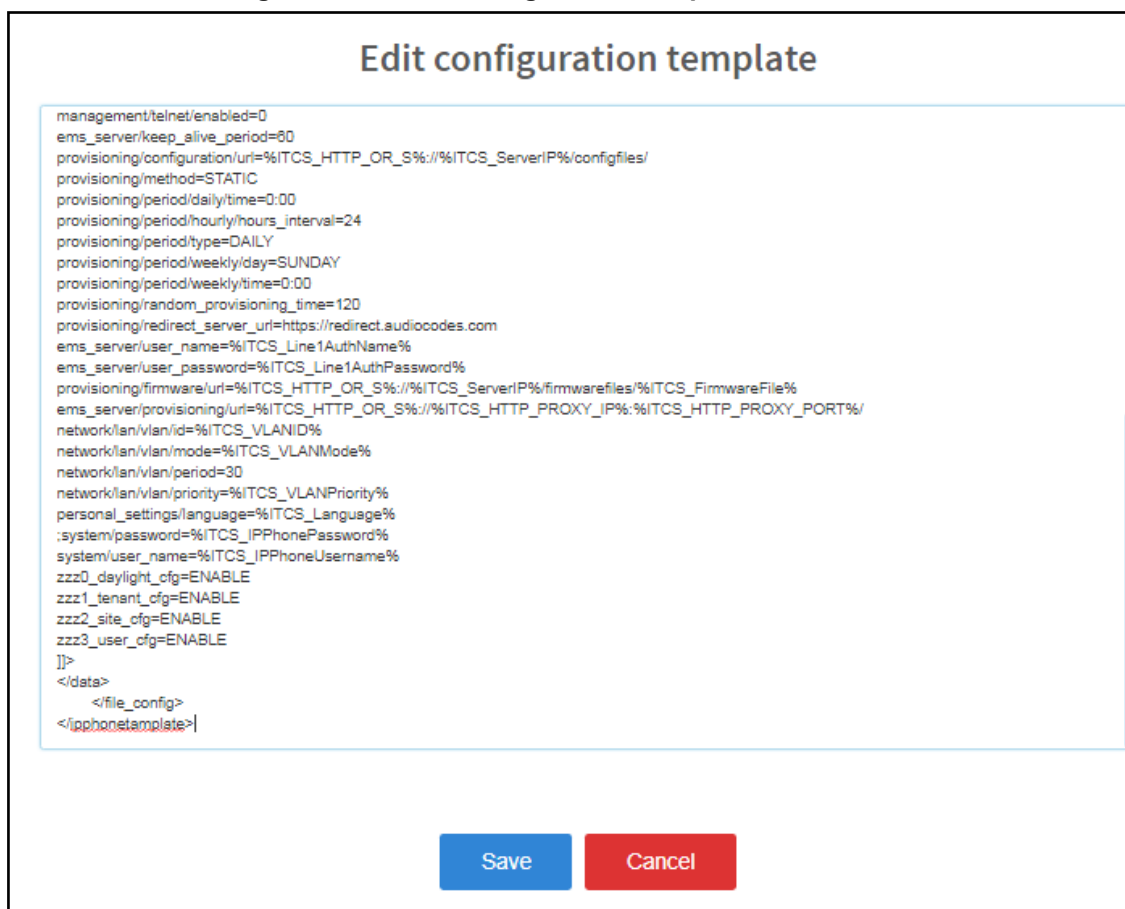 Edit configuration template
management/telnet/enabled=0
ems_server/keep_alive_period=60
provisioning/configuration/url=%ITCS_HTTP_OR_S%://%ITCS_ServerIP%/configfiles/
provisioning/method=STATIC
provisioning/period/daily/time=0:00
provisioning/period/hourly/hours_interval=24
provisioning/period/type=DAILY
provisioning/period/weekly/day=SUNDAY
provisioning/period/weekly/time=0:00
provisioning/random_provisioning_time=120
provisioning/redirect_server_url=https://redirect.audiocodes.com
ems_server/user_name=%ITCS_Line1AuthName%
ems_server/user_password=%ITCS_Line1AuthPassword%
provisioning/firmware/url=%ITCS_HTTP_OR_S%://%ITCS_ServerIP%/firmwarefiles/%ITCS_FirmwareFile%
ems_server/provisioning/url=%ITCS_HTTP_OR_S%://%ITCS_HTTP_PROXY_IP%:%ITCS_HTTP_PROXY_PORT%/
network/lan/vlan/id=%ITCS_VLANID%
network/lan/vlan/mode=%ITCS_VLANMode%
network/lan/vlan/period=30
network/lan/vlan/priority=%ITCS_VLANPriority%
personal_settings/language=%ITCS_Language%
;system/password=%ITCS_IPPhonePassword%
system/user_name=%ITCS_IPPhoneUsername%
zzz0_daylight_cfg=ENABLE
zzz1_tenant_cfg=ENABLE
zzz2_site_cfg=ENABLE
zzz3_user_cfg=ENABLE
]]>
</data>
</file_config>
</ipphonetamplate>
Save Cancel